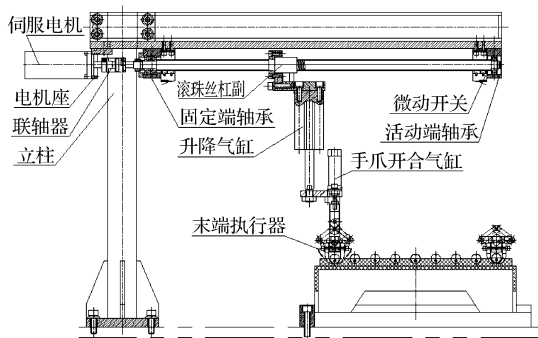 伺服电机
电机座
联轴器
立柱
滚珠丝杠副
固定端轴承
升降气缸
微动开关
活动端轴承
手爪开合气缸
末端执行器